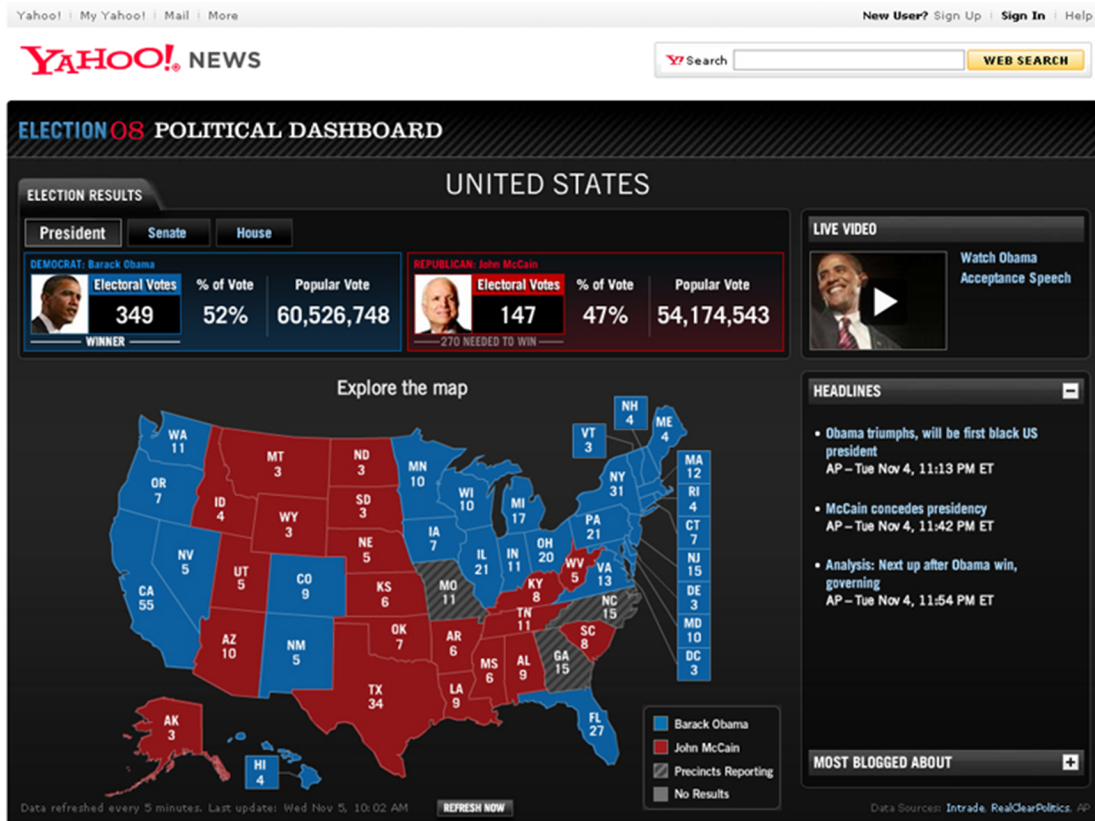 Yahoo! My Yahoo! Mail More
New User? Sign Up Sign In Help
YAHOO!® NEWS
Y! Search WEB SEARCH
ELECTION 08 POLITICAL DASHBOARD
UNITED STATES
ELECTION RESULTS
President Senate House
DEMOCRAT: Barack Obama
Electoral Votes % of Vote Popular Vote
349 52% 60,526,748
WINNER
REPUBLICAN: John McCain
Electoral Votes % of Vote Popular Vote
147 47% 54,174,543
270 NEEDED TO WIN
LIVE VIDEO
Watch Obama
Acceptance Speech
Explore the map
WA
11
OR
7
CA
55
NV
5
ID
4
MT
3
WY
3
UT
5
AZ
10
CO
9
NM
5
ND
3
SD
3
NE
5
KS
6
OK
7
TX
34
MN
10
IA
7
MO
11
AR
6
LA
9
WI
10
IL
21
MI
17
IN
11
OH
20
KY
8
TN
11
MS
6
AL
9
GA
15
FL
27
SC
8
NC
15
VA
13
WV
5
PA
21
NY
31
VT
3
NH
4
ME
4
MA
12
RI
4
CT
7
NJ
15
DE
3
MD
10
DC
3
AK
3
HI
4
Barack Obama
John McCain
Precincts Reporting
No Results
HEADLINES
• Obama triumphs, will be first black US
president
AP – Tue Nov 4, 11:13 PM ET
• McCain concedes presidency
AP – Tue Nov 4, 11:42 PM ET
• Analysis: Next up after Obama win,
governing
AP – Tue Nov 4, 11:54 PM ET
MOST BLOGGED ABOUT
Data refreshed every 5 minutes. Last update: Wed Nov 5, 10:02 AM REFRESH NOW
Data Sources: Intrade, RealClearPolitics, AP